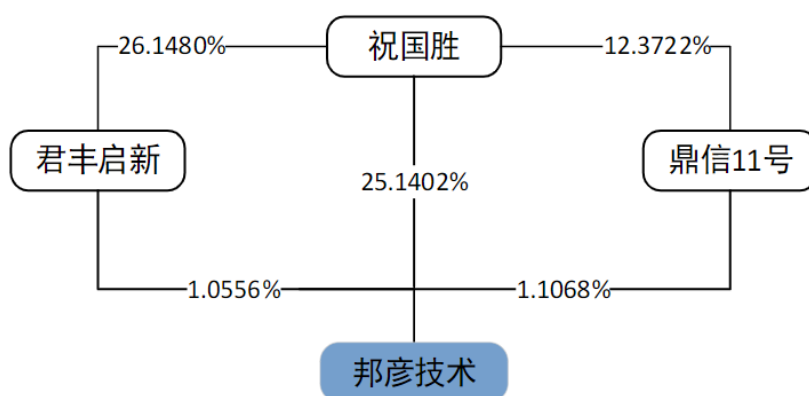 祝国胜
26.1480%
12.3722%
君丰启新
鼎信11号
25.1402%
1.0556%
1.1068%
邦彦技术